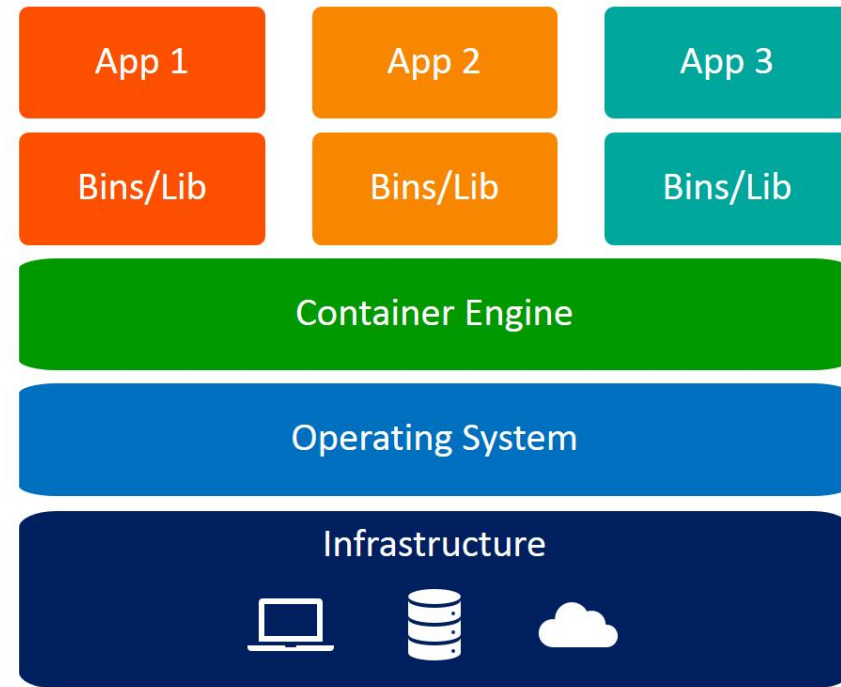 App 1
App 2
App 3
Bins/Lib
Bins/Lib
Bins/Lib
Container Engine
Operating System
Infrastructure